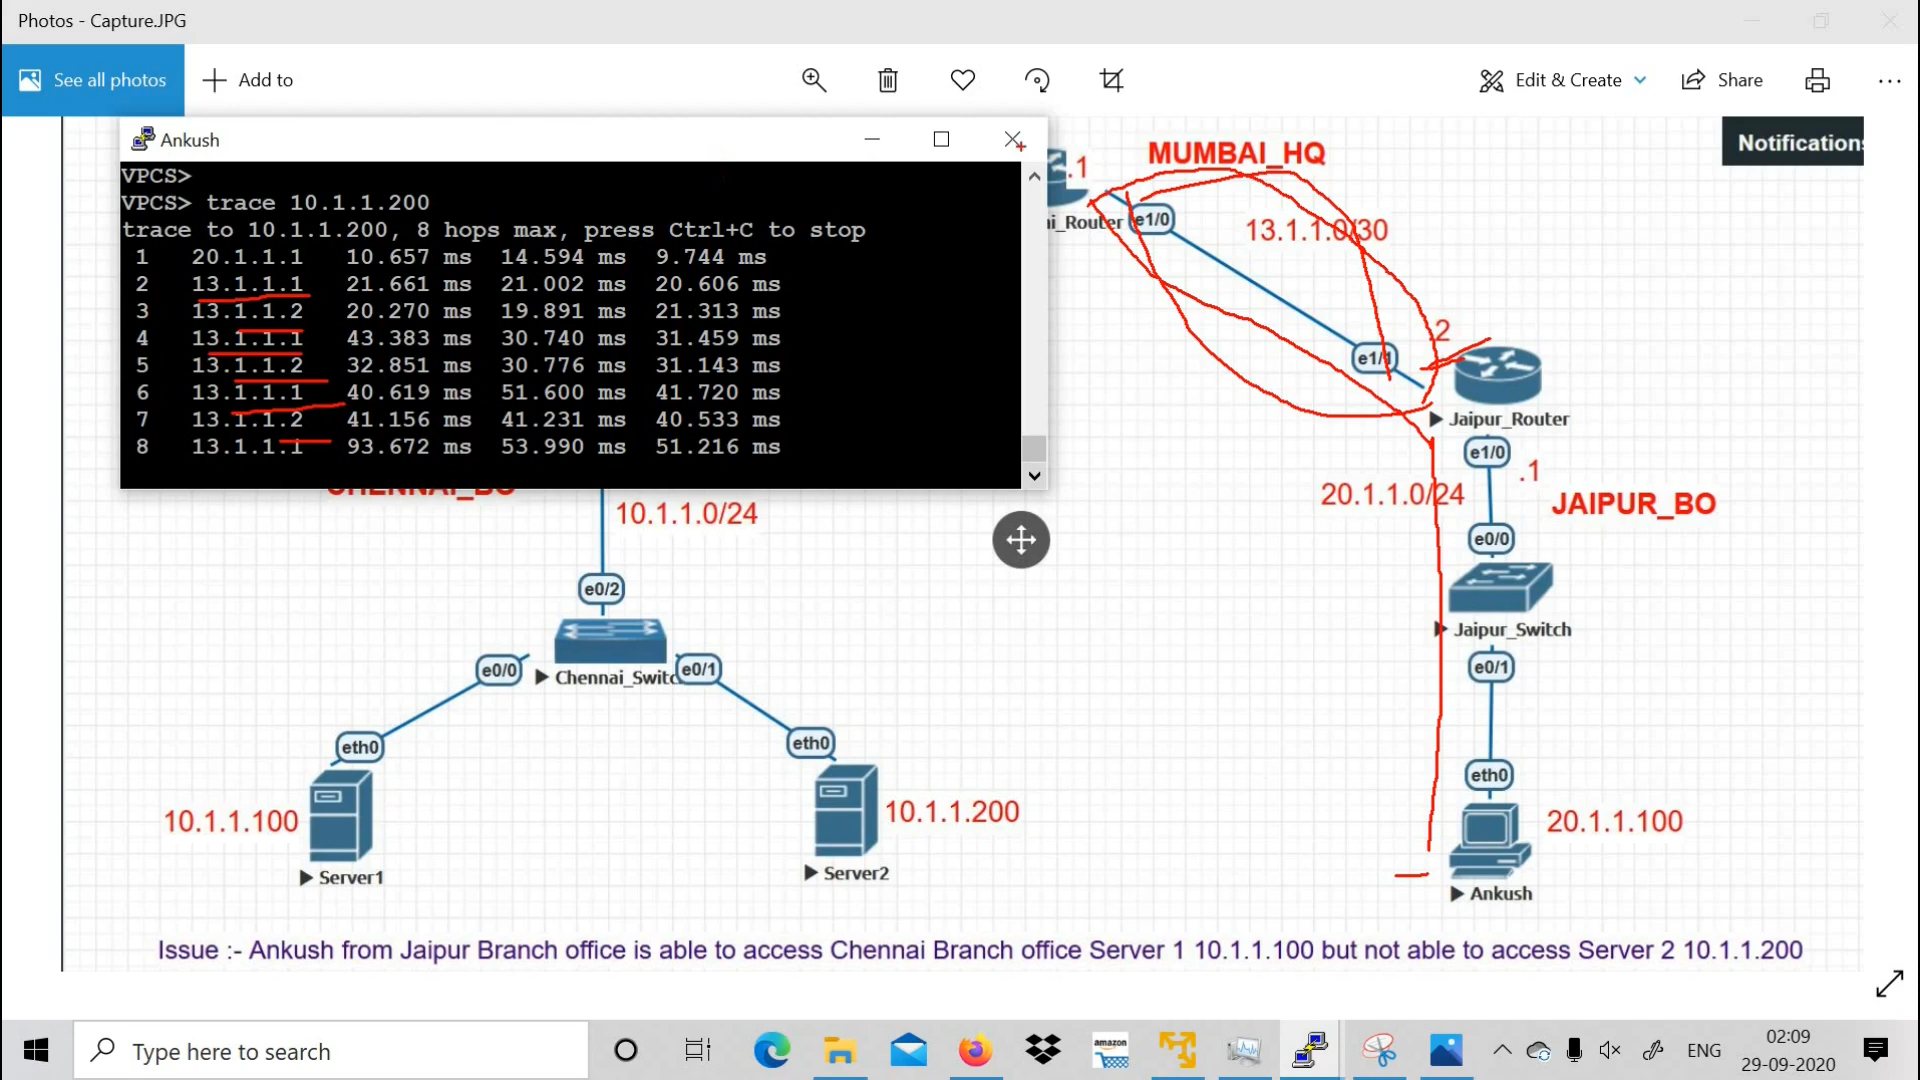 Photos - Capture.JPG
See all photos
Add to
Edit & Create
Share
Notifications
Ankush
VPCS>
VPCS> trace 10.1.1.200
trace to 10.1.1.200, 8 hops max, press Ctrl+C to stop
1 20.1.1.1 10.657 ms 14.594 ms 9.744 ms
2 13.1.1.1 21.661 ms 21.002 ms 20.606 ms
3 13.1.1.2 20.270 ms 19.891 ms 21.313 ms
4 13.1.1.1 43.383 ms 30.740 ms 31.459 ms
5 13.1.1.2 32.851 ms 30.776 ms 31.143 ms
6 13.1.1.1 40.619 ms 51.600 ms 41.720 ms
7 13.1.1.2 41.156 ms 41.231 ms 40.533 ms
8 13.1.1.1 93.672 ms 53.990 ms 51.216 ms
MUMBAI_HQ
.1
ai_Router
e1/0
13.1.1.0/30
.2
e1/1
Jaipur_Router
e1/0
.1
20.1.1.0/24
JAIPUR_BO
e0/0
Jaipur_Switch
e0/1
eth0
20.1.1.100
Ankush
CHENNAI_BO
10.1.1.0/24
e0/2
e0/0
Chennai_Switc
e0/1
eth0
eth0
10.1.1.100
10.1.1.200
Server1
Server2
Issue :- Ankush from Jaipur Branch office is able to access Chennai Branch office Server 1 10.1.1.100 but not able to access Server 2 10.1.1.200
Type here to search
amazon
ENG
02:09
29-09-2020